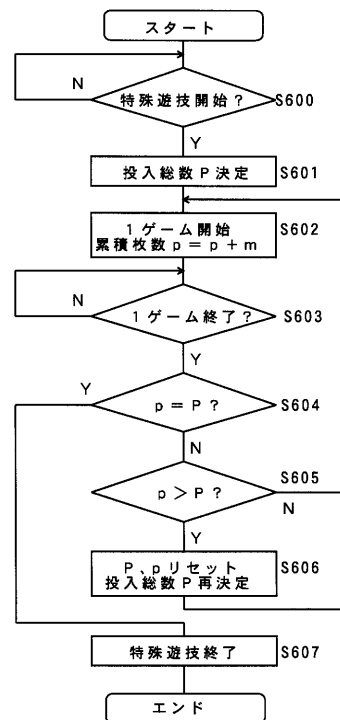 スタート
N
特殊遊技開始?
S600
Y
投入総数P決定
S601
1ゲーム開始
累積枚数p=p+m
S602
N
1ゲーム終了?
S603
Y
Y
p=P?
S604
N
S605
p>P?
N
Y
P、pリセット
投入総数P再決定
S606
特殊遊技終了
S607
エンド